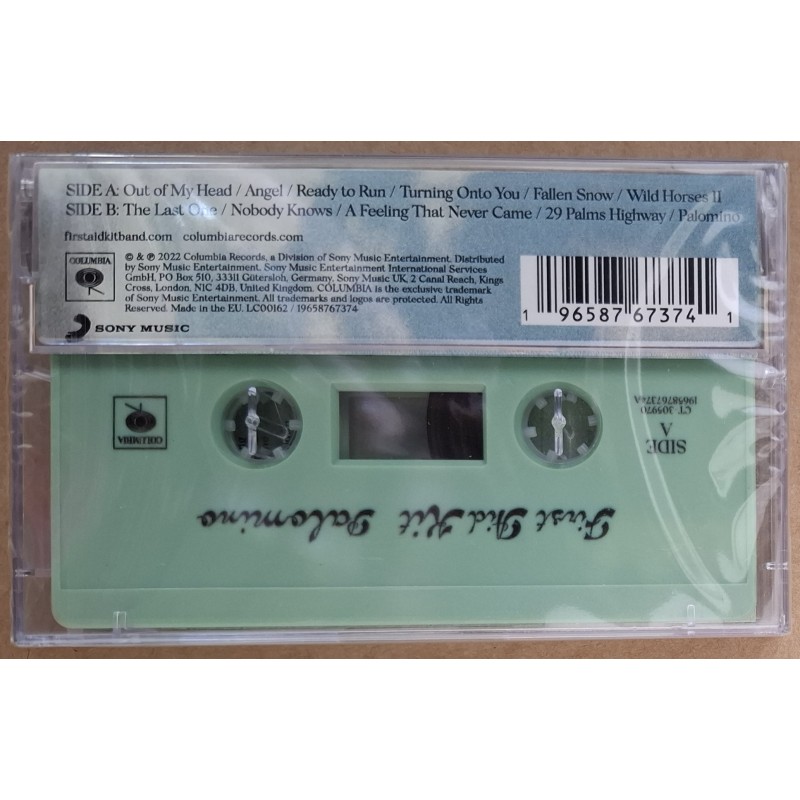 SIDE A: Out of My Head / Angel / Ready to Run / Turning Onto You / Fallen Snow / Wild Horses II
SIDE B: The Last One / Nobody Knows / A Feeling That Never Came / 29 Palms Highway / Palomino
firstaidkitband.com columbiarecords.com
COLUMBIA
© & ℗ 2022 Columbia Records, a Division of Sony Music Entertainment. Distributed
by Sony Music Entertainment. Sony Music Entertainment International Services
GmbH, PO Box 510, 33311 Gütersloh, Germany. Sony Music UK, 2 Canal Reach, Kings
Cross, London, N1C 4DB, United Kingdom. COLUMBIA is the exclusive trademark
of Sony Music Entertainment. All trademarks and logos are protected. All Rights
Reserved. Made in the EU. LC00162 / 19658767374
SONY MUSIC
1 96587 67374 1
COLUMBIA
SIDE
A
CT 305970
19658767374A
First Aid Kit Palomino